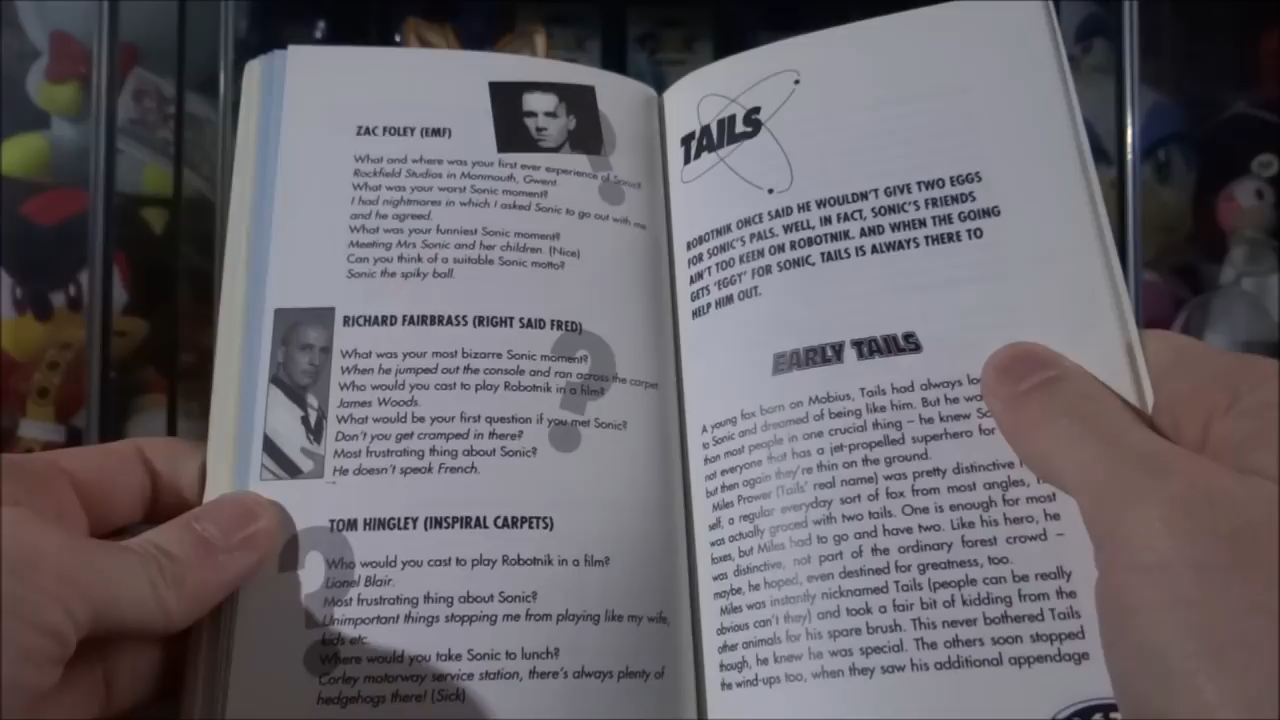 ZAC FOLEY (EMF)
What and where was your first ever experience of Sonic?
Rockfield Studios in Monmouth, Gwent.
What was your worst Sonic moment?
I had nightmares in which I asked Sonic to go out with me
and he agreed.
What was your funniest Sonic moment?
Meeting Mrs Sonic and her children. (Nice)
Can you think of a suitable Sonic motto?
Sonic the spiky ball.
RICHARD FAIRBRASS (RIGHT SAID FRED)
What was your most bizarre Sonic moment?
When he jumped out the console and ran across the carpet
Who would you cast to play Robotnik in a film?
James Woods.
What would be your first question if you met Sonic?
Don't you get cramped in there?
Most frustrating thing about Sonic?
He doesn't speak French.
TOM HINGLEY (INSPIRAL CARPETS)
Who would you cast to play Robotnik in a film?
Lionel Blair.
Most frustrating thing about Sonic?
Unimportant things stopping me from playing like my wife,
kids etc
Where would you take Sonic to lunch?
Corley motorway service station, there's always plenty of
hedgehogs there! (Sick)
TAILS
ROBOTNIK ONCE SAID HE WOULDN'T GIVE TWO EGGS
FOR SONIC'S PALS. WELL, IN FACT, SONIC'S FRIENDS
AIN'T TOO KEEN ON ROBOTNIK. AND WHEN THE GOING
GETS 'EGGY' FOR SONIC, TAILS IS ALWAYS THERE TO
HELP HIM OUT.
EARLY TAILS
A young fox born on Mobius, Tails had always
to Sonic and dreamed of being like him. But he
than most people in one crucial thing – he knew
not everyone that has a jet-propelled superhero for
but then again they're thin on the ground.
Miles Prower (Tails' real name) was pretty distinctive
self, a regular everyday sort of fox from most angles,
was actually graced with two tails. One is enough for most
foxes, but Miles had to go and have two. Like his hero, he
was distinctive, not part of the ordinary forest crowd –
maybe, he hoped, even destined for greatness, too.
Miles was instantly nicknamed Tails (people can be really
obvious can't they) and took a fair bit of kidding from the
other animals for his spare brush. This never bothered Tails
though, he knew he was special. The others soon stopped
the wind-ups too, when they saw his additional appendage